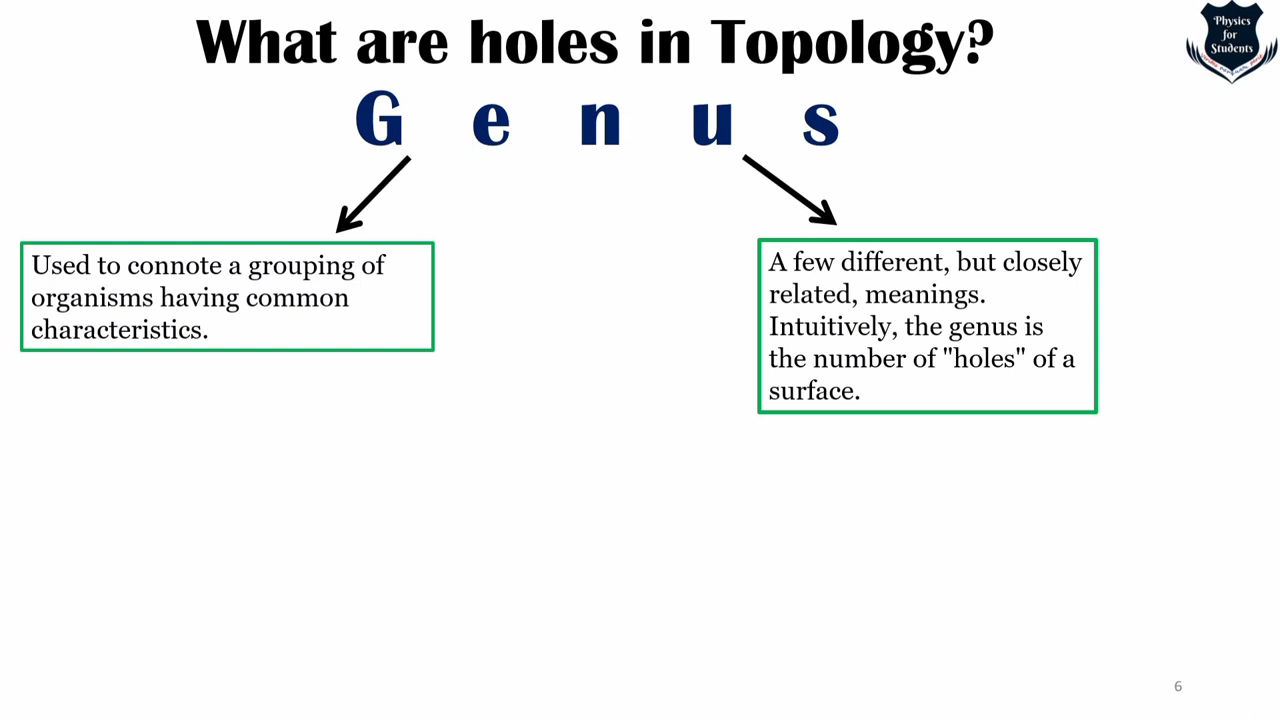 What are holes in Topology?
G e n u s
Used to connote a grouping of
organisms having common
characteristics.
A few different, but closely
related, meanings.
Intuitively, the genus is
the number of "holes" of a
surface.
Physics
for
Students
6